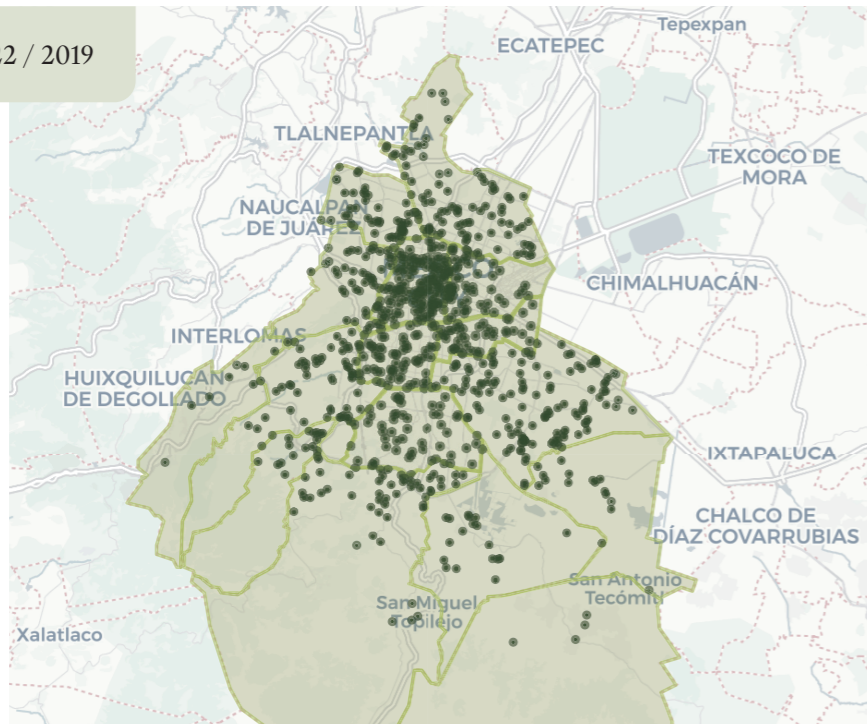 22 / 2019
Tepexpan
ECATEPEC
TLALNEPANTLA
TEXCOCO DE
MORA
NAUCALPAN
DE JUÁREZ
CHIMALHUACÁN
INTERLOMAS
HUIXQUILUCAN
DE DEGOLLADO
IXTAPALUCA
CHALCO DE
DÍAZ COVARRUBIAS
San Antonio
Tecómitl
San Miguel
Topilejo
Xalatlaco